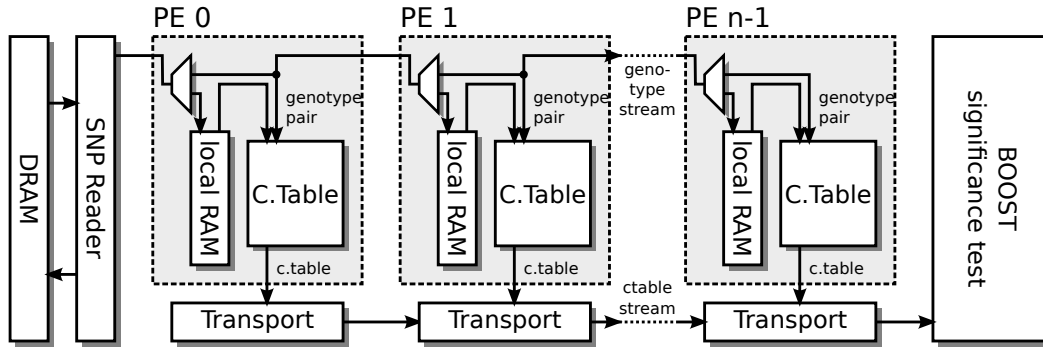 PE 0
PE 1
PE n-1
DRAM
SNP Reader
genotype
pair
local RAM
C.Table
c.table
Transport
genotype
pair
local RAM
C.Table
c.table
Transport
geno-
type
stream
ctable
stream
genotype
pair
local RAM
C.Table
c.table
Transport
BOOST
significance test